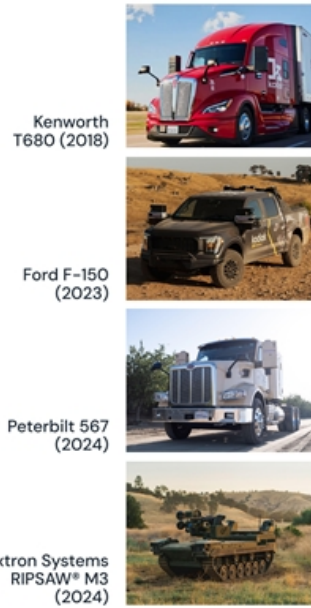 Kenworth
T680 (2018)
Ford F-150
(2023)
Peterbilt 567
(2024)
xtron Systems
RIPSAW® M3
(2024)